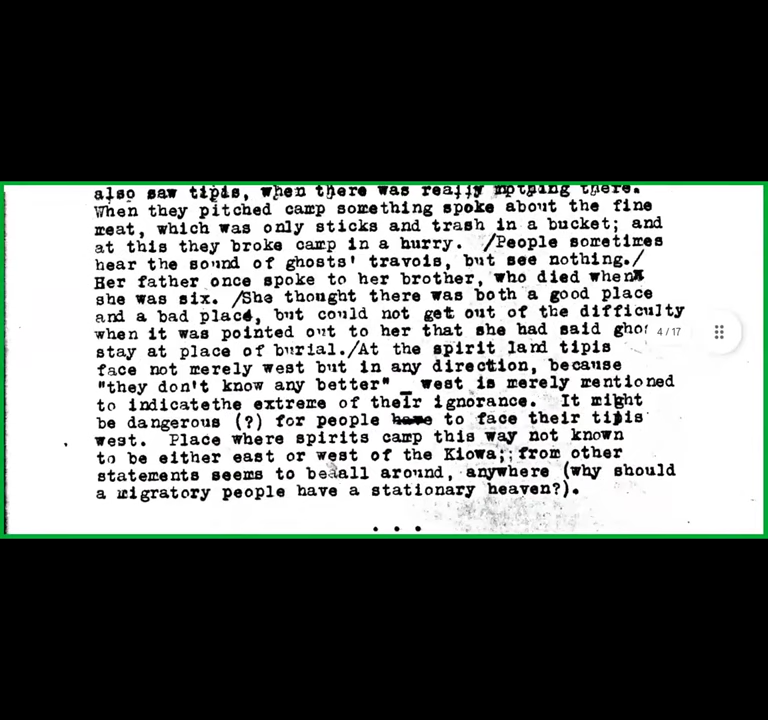 also saw tipis, when there was really nothing there.
When they pitched camp something spoke about the fine
meat, which was only sticks and trash in a bucket; and
at this they broke camp in a hurry. /People sometimes
hear the sound of ghosts' travois, but see nothing./
Her father once spoke to her brother, who died when
she was six. /She thought there was both a good place
and a bad place, but could not get out of the difficulty
when it was pointed out to her that she had said 4/17
stay at place of burial./At the spirit land tipis
face not merely west but in any direction, because
"they don't know any better" _ west is merely mentioned
to indicatethe extreme of their ignorance. It might
be dangerous (?) for people have to face their tipis
west. Place where spirits camp this way not known
to be either east or west of the Kiowa;;from other
statements seems to be all around, anywhere (why should
a migratory people have a stationary heaven?).
. . .